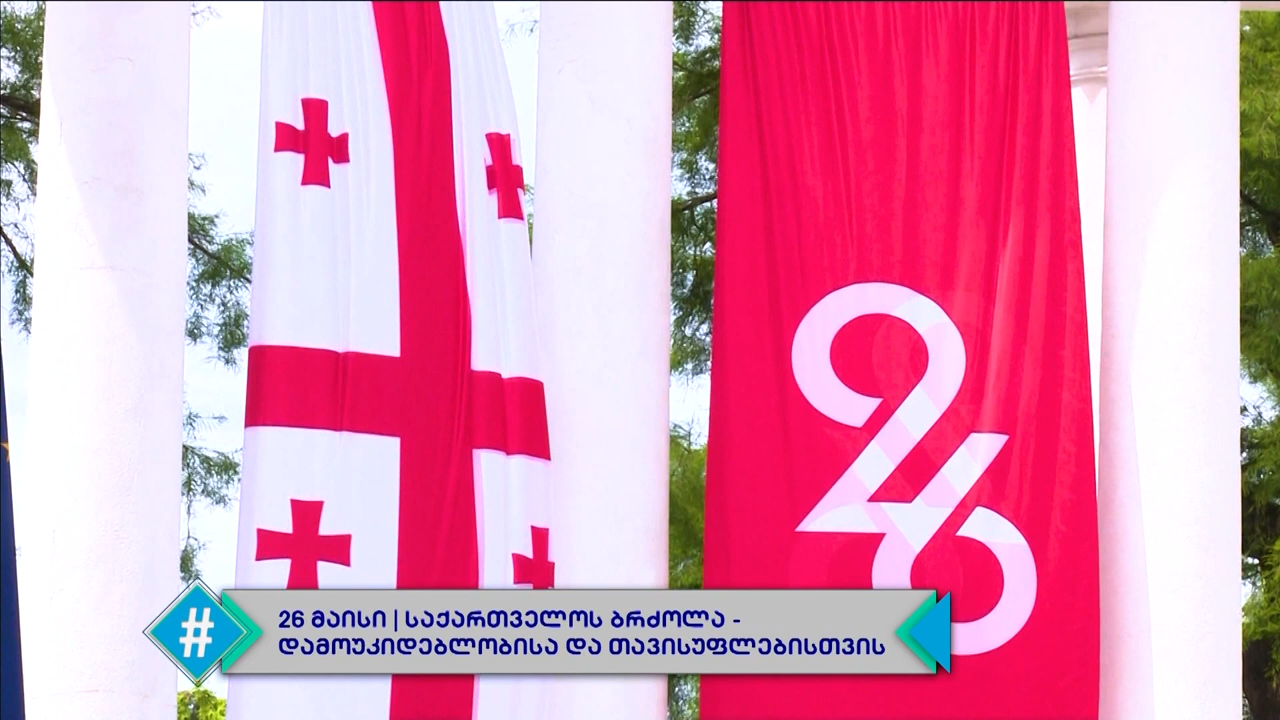 26
# 26 ᲛᲐᲘᲡᲘ | ᲡᲐᲥᲐᲠᲗᲕᲔᲚᲝᲡ ᲑᲠᲫᲝᲚᲐ -
ᲓᲐᲛᲝᲣᲙᲘᲓᲔᲑᲚᲝᲑᲘᲡᲐ ᲓᲐ ᲗᲐᲕᲘᲡᲣᲤᲚᲔᲑᲘᲡᲗᲕᲘᲡ